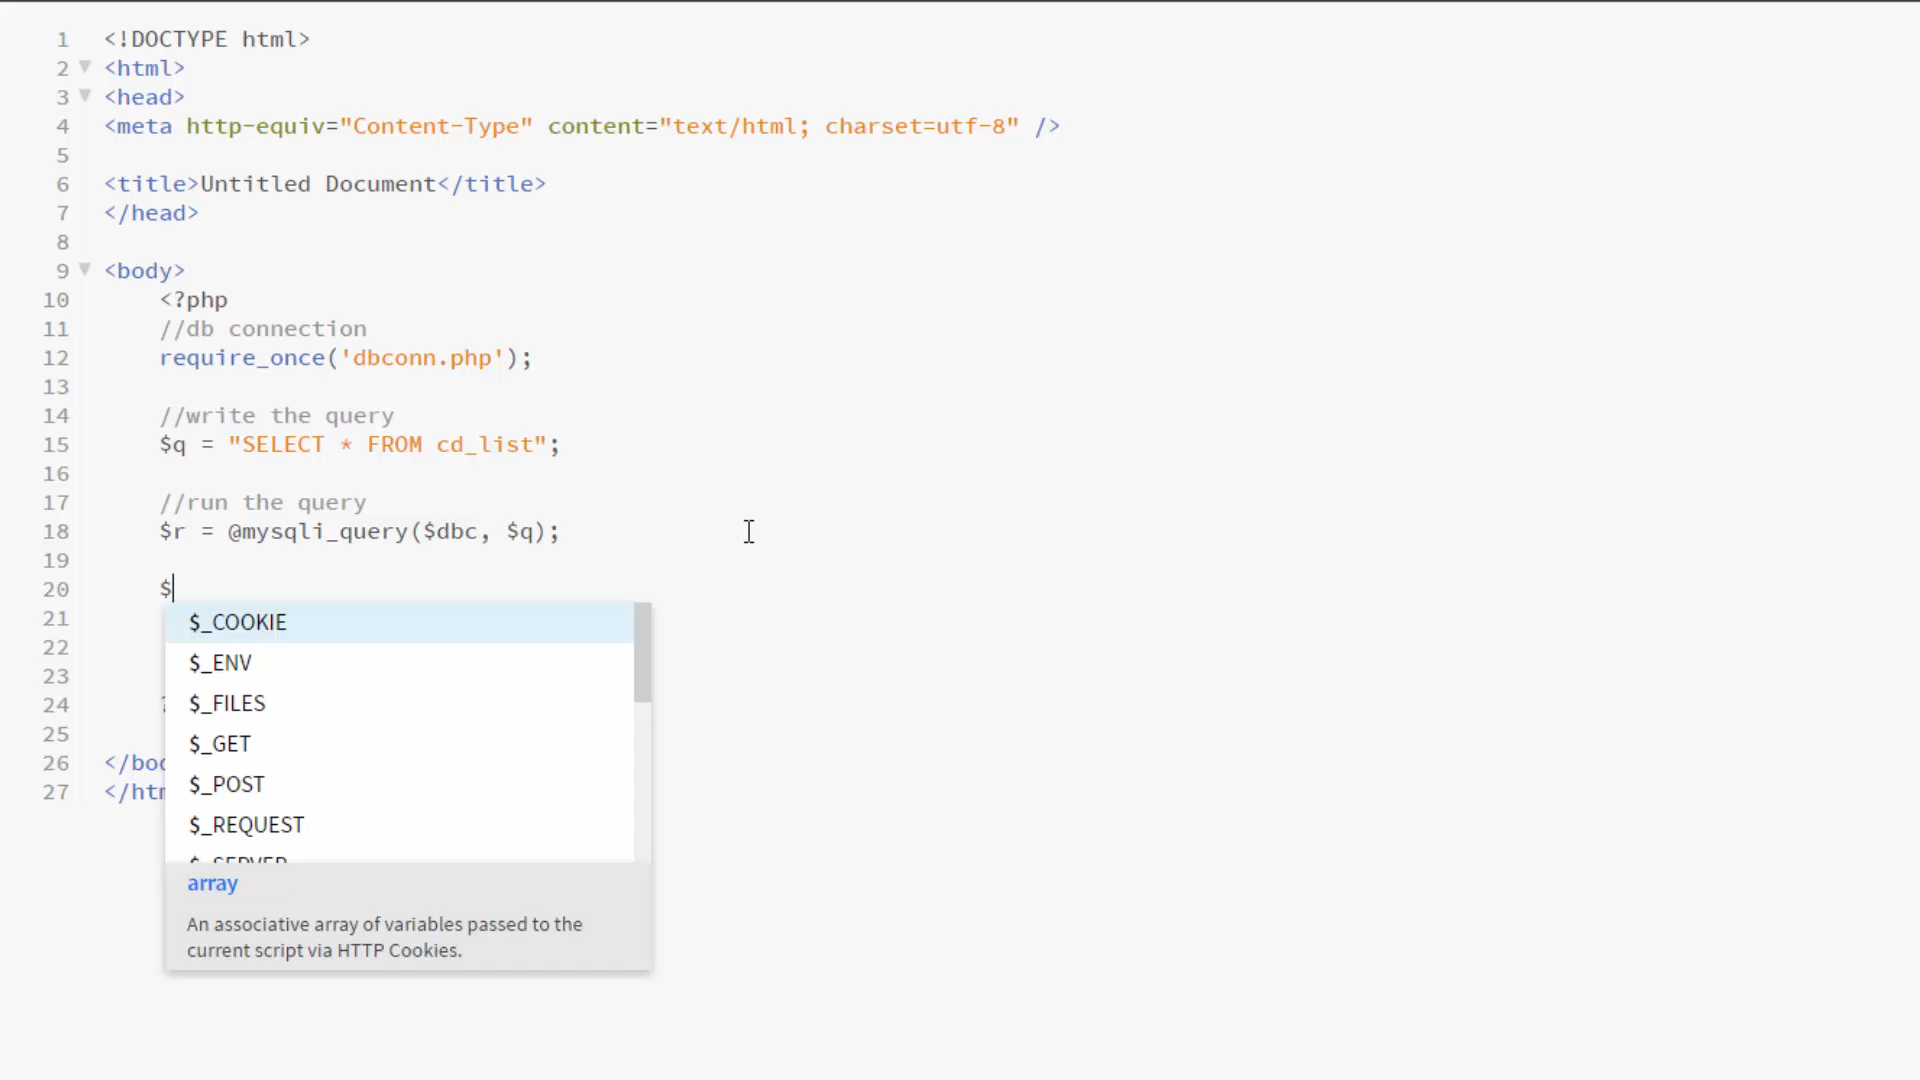 1 <!DOCTYPE html>
2 <html>
3 <head>
4 <meta http-equiv="Content-Type" content="text/html; charset=utf-8" />
5
6 <title>Untitled Document</title>
7 </head>
8
9 <body>
10 <?php
11 //db connection
12 require_once('dbconn.php');
13
14 //write the query
15 $q = "SELECT * FROM cd_list";
16
17 //run the query
18 $r = @mysqli_query($dbc, $q);
19
20 $
21
22
23
24
25
26 </bod
27 </htm
$_COOKIE
$_ENV
$_FILES
$_GET
$_POST
$_REQUEST
$_SERVER
array
An associative array of variables passed to the
current script via HTTP Cookies.